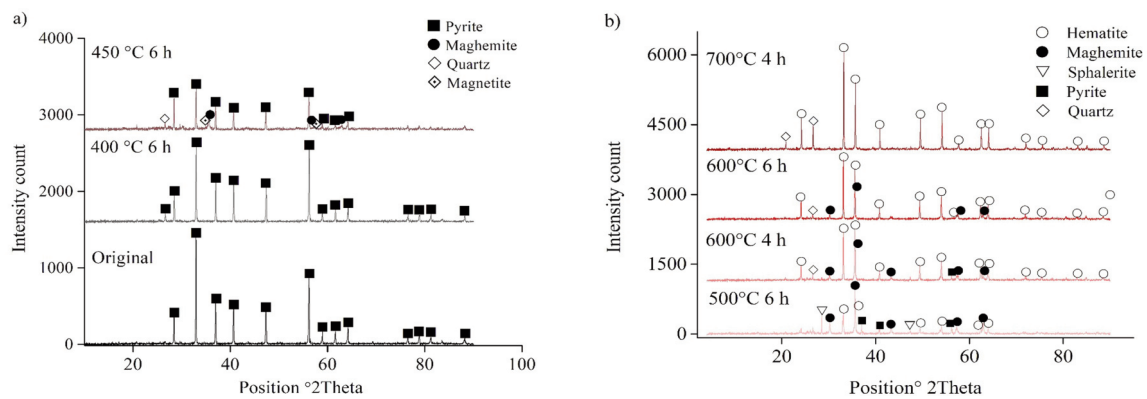 a)
Pyrite
Maghemite
Quartz
Magnetite
4000
450 °C 6 h
3000
400 °C 6 h
2000
Original
1000
0
Intensity count
20
40
60
80
100
Position °2Theta
b)
Hematite
Maghemite
Sphalerite
Pyrite
Quartz
6000
700°C 4 h
4500
600°C 6 h
3000
600°C 4 h
1500
500°C 6 h
0
Intensity count
20
40
60
80
Position° 2Theta